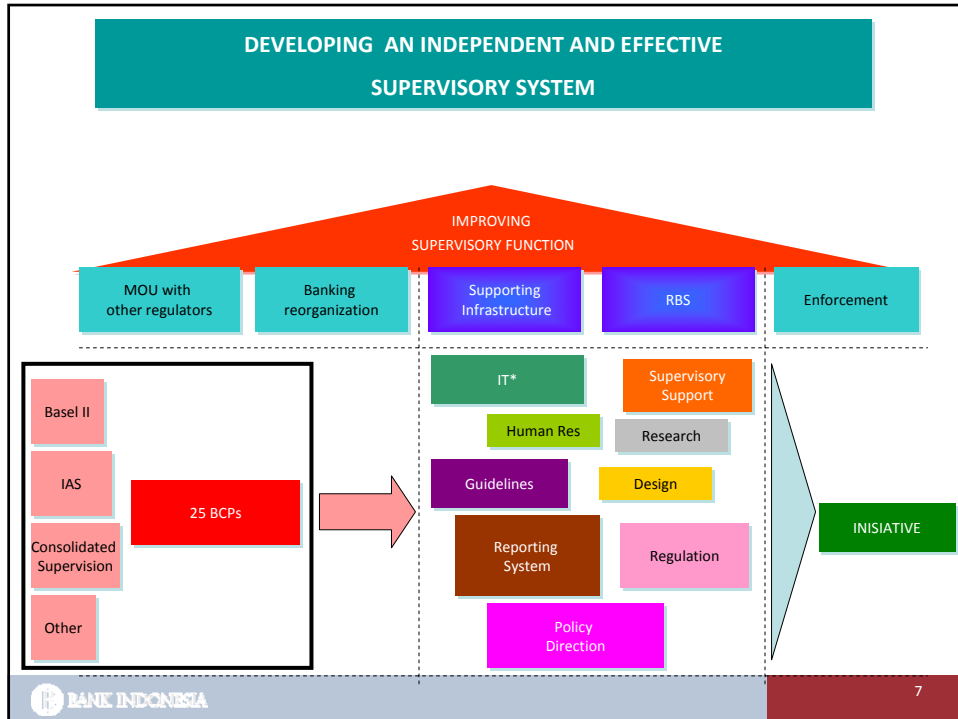 DEVELOPING AN INDEPENDENT AND EFFECTIVE
SUPERVISORY SYSTEM
IMPROVING
SUPERVISORY FUNCTION
MOU with
other regulators
Banking
reorganization
Supporting
Infrastructure
RBS
Enforcement
Basel II
IAS
Consolidated
Supervision
Other
25 BCPs
IT*
Supervisory
Support
Human Res
Research
Guidelines
Design
Reporting
System
Regulation
Policy
Direction
INISIATIVE
BANK INDONESIA
7